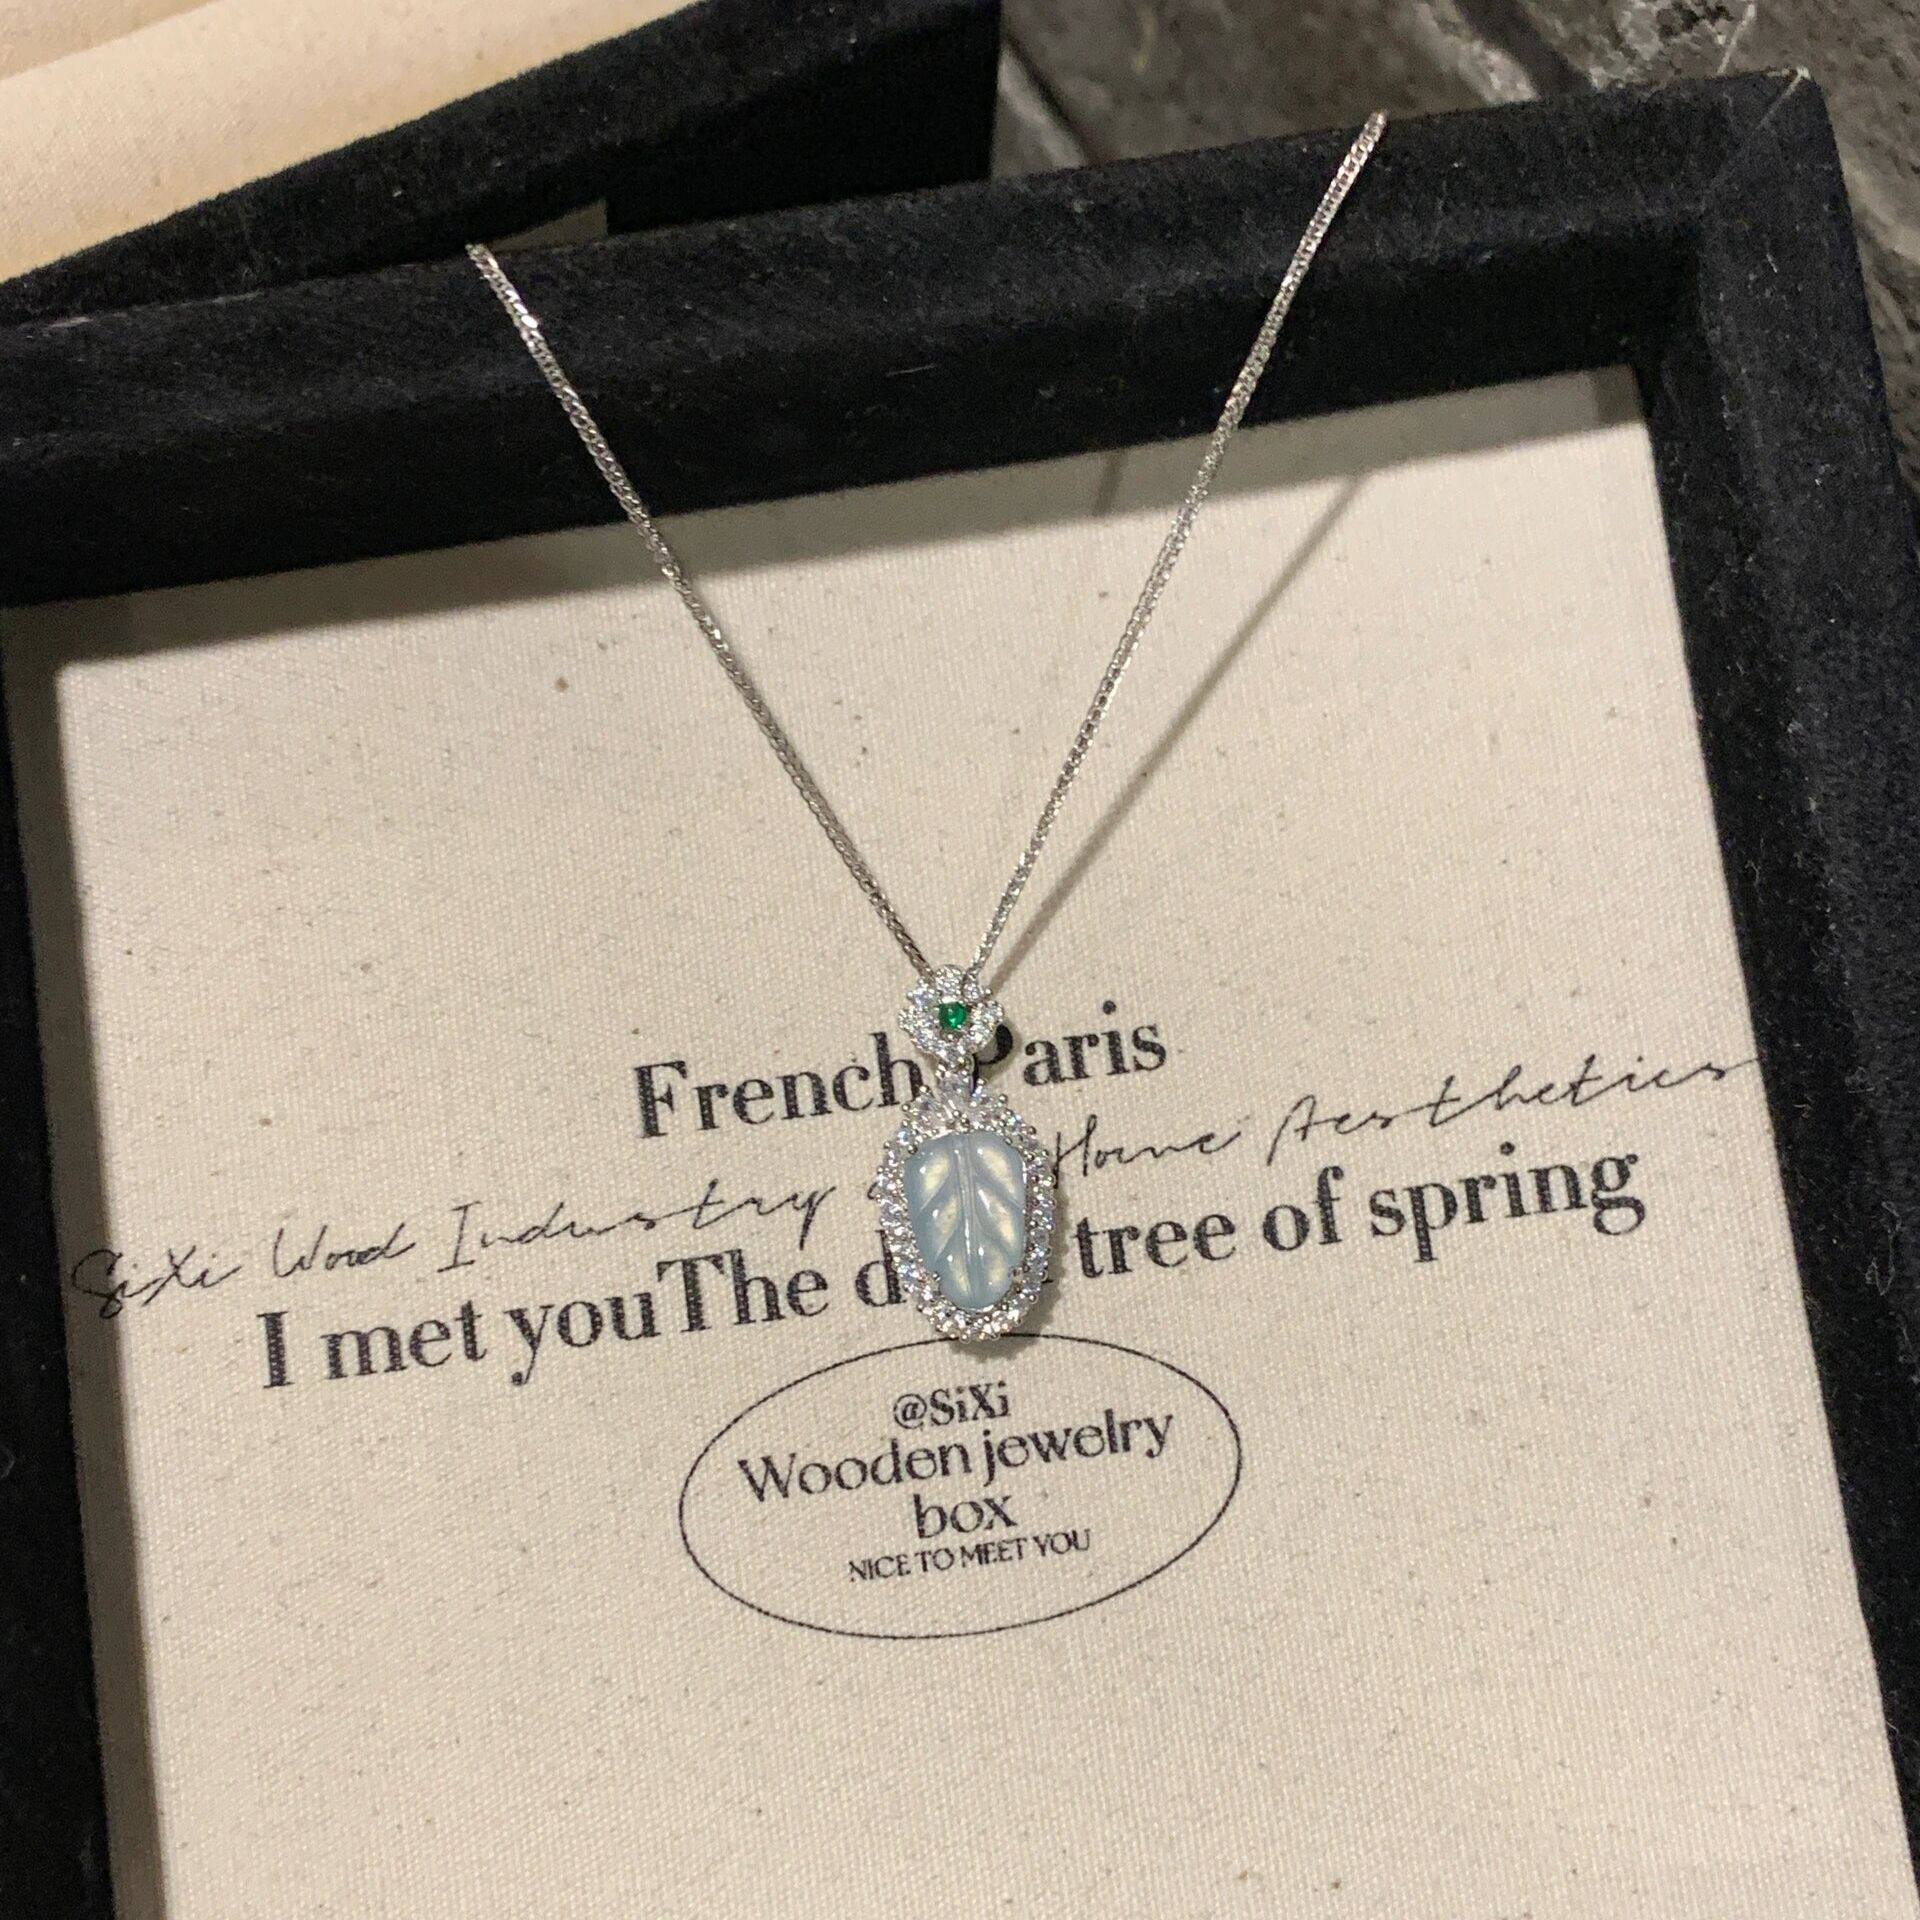 French Paris
SiXi Wood Industry Home Aesthetics
I met youThe tree of spring
@SiXi
Wooden jewelry
box
NICE TO MEET YOU